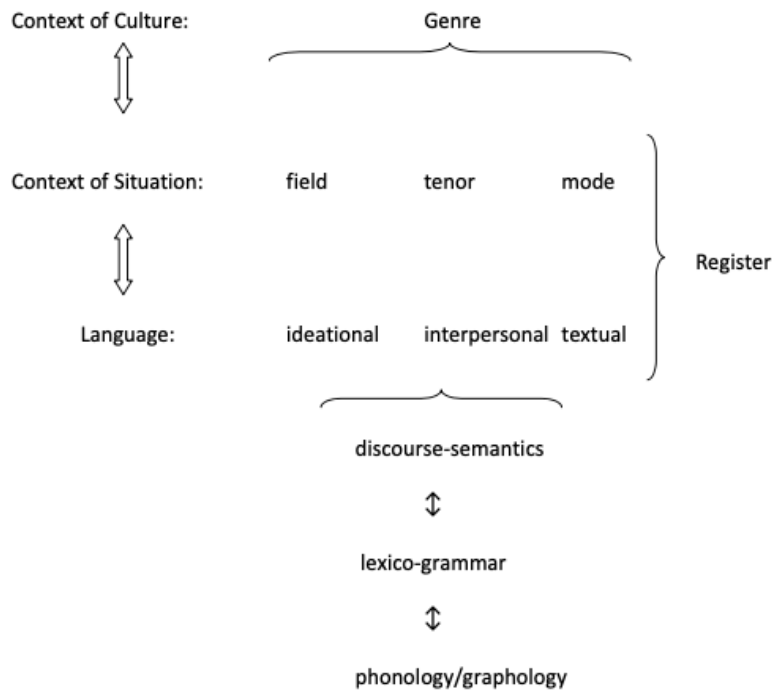 Context of Culture: Genre
Context of Situation: field tenor mode
Register
Language: ideational interpersonal textual
discourse-semantics
lexico-grammar
phonology/graphology